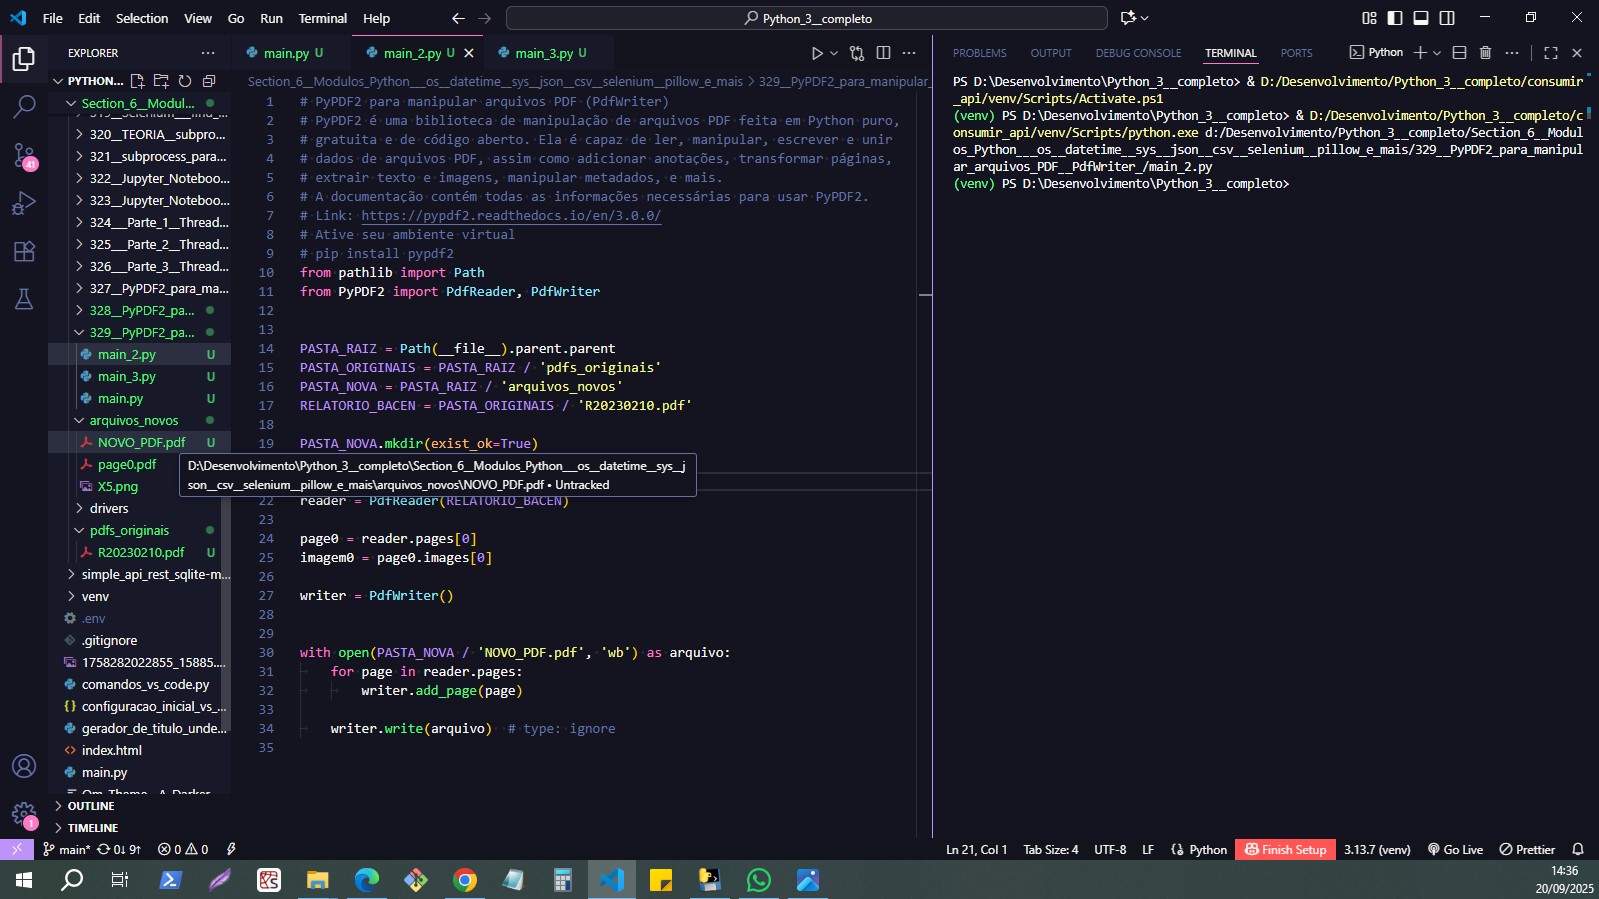 File Edit Selection View Go Run Terminal Help
Python_3__completo
EXPLORER
PYTHON...
Section_6__Modul...
320__TEORIA__subpro...
321__subprocess_para...
322__Jupyter_Noteboo...
323__Jupyter_Noteboo...
324__Parte_1__Thread...
325__Parte_2__Thread...
326__Parte_3__Thread...
327__PyPDF2_para_ma...
328__PyPDF2_pa...
329__PyPDF2_pa...
main_2.py U
main_3.py U
main.py U
arquivos_novos
NOVO_PDF.pdf U
page0.pdf
X5.png
drivers
pdfs_originais
R20230210.pdf U
simple_api_rest_sqlite-m...
venv
.env
.gitignore
1758282022855_15885....
comandos_vs_code.py
configuracao_inicial_vs_...
gerador_de_titulo_unde...
index.html
main.py
OUTLINE
TIMELINE
41
1
main.py U
main_2.py U
main_3.py U
Section_6__Modulos_Python___os__datetime__sys__json__csv__selenium__pillow_e_mais > 329__PyPDF2_para_manipular_
1 # PyPDF2 para manipular arquivos PDF (PdfWriter)
2 # PyPDF2 é uma biblioteca de manipulação de arquivos PDF feita em Python puro,
3 # gratuita e de código aberto. Ela é capaz de ler, manipular, escrever e unir
4 # dados de arquivos PDF, assim como adicionar anotações, transformar páginas,
5 # extrair texto e imagens, manipular metadados, e mais.
6 # A documentação contém todas as informações necessárias para usar PyPDF2.
7 # Link: https://pypdf2.readthedocs.io/en/3.0.0/
8 # Ative seu ambiente virtual
9 # pip install pypdf2
10 from pathlib import Path
11 from PyPDF2 import PdfReader, PdfWriter
12
13
14 PASTA_RAIZ = Path(__file__).parent.parent
15 PASTA_ORIGINAIS = PASTA_RAIZ / 'pdfs_originais'
16 PASTA_NOVA = PASTA_RAIZ / 'arquivos_novos'
17 RELATORIO_BACEN = PASTA_ORIGINAIS / 'R20230210.pdf'
18
19 PASTA_NOVA.mkdir(exist_ok=True)
D:\Desenvolvimento\Python_3__completo\Section_6__Modulos_Python___os__datetime__sys__j
son__csv__selenium__pillow_e_mais\arquivos_novos\NOVO_PDF.pdf • Untracked
22 reader = PdfReader(RELATORIO_BACEN)
23
24 page0 = reader.pages[0]
25 imagem0 = page0.images[0]
26
27 writer = PdfWriter()
28
29
30 with open(PASTA_NOVA / 'NOVO_PDF.pdf', 'wb') as arquivo:
31 for page in reader.pages:
32 writer.add_page(page)
33
34 writer.write(arquivo) # type: ignore
35
PROBLEMS OUTPUT DEBUG CONSOLE TERMINAL PORTS
Python
PS D:\Desenvolvimento\Python_3__completo> & D:/Desenvolvimento/Python_3__completo/consumir
_api/venv/Scripts/Activate.ps1
(venv) PS D:\Desenvolvimento\Python_3__completo> & D:/Desenvolvimento/Python_3__completo/c
onsumir_api/venv/Scripts/python.exe d:/Desenvolvimento/Python_3__completo/Section_6__Modul
os_Python___os__datetime__sys__json__csv__selenium__pillow_e_mais/329__PyPDF2_para_manipul
ar_arquivos_PDF__PdfWriter_/main_2.py
(venv) PS D:\Desenvolvimento\Python_3__completo>
main* 0↓ 9↑ 0 0
Ln 21, Col 1 Tab Size: 4 UTF-8 LF Python Finish Setup 3.13.7 (venv) Go Live Prettier
14:36
20/09/2025